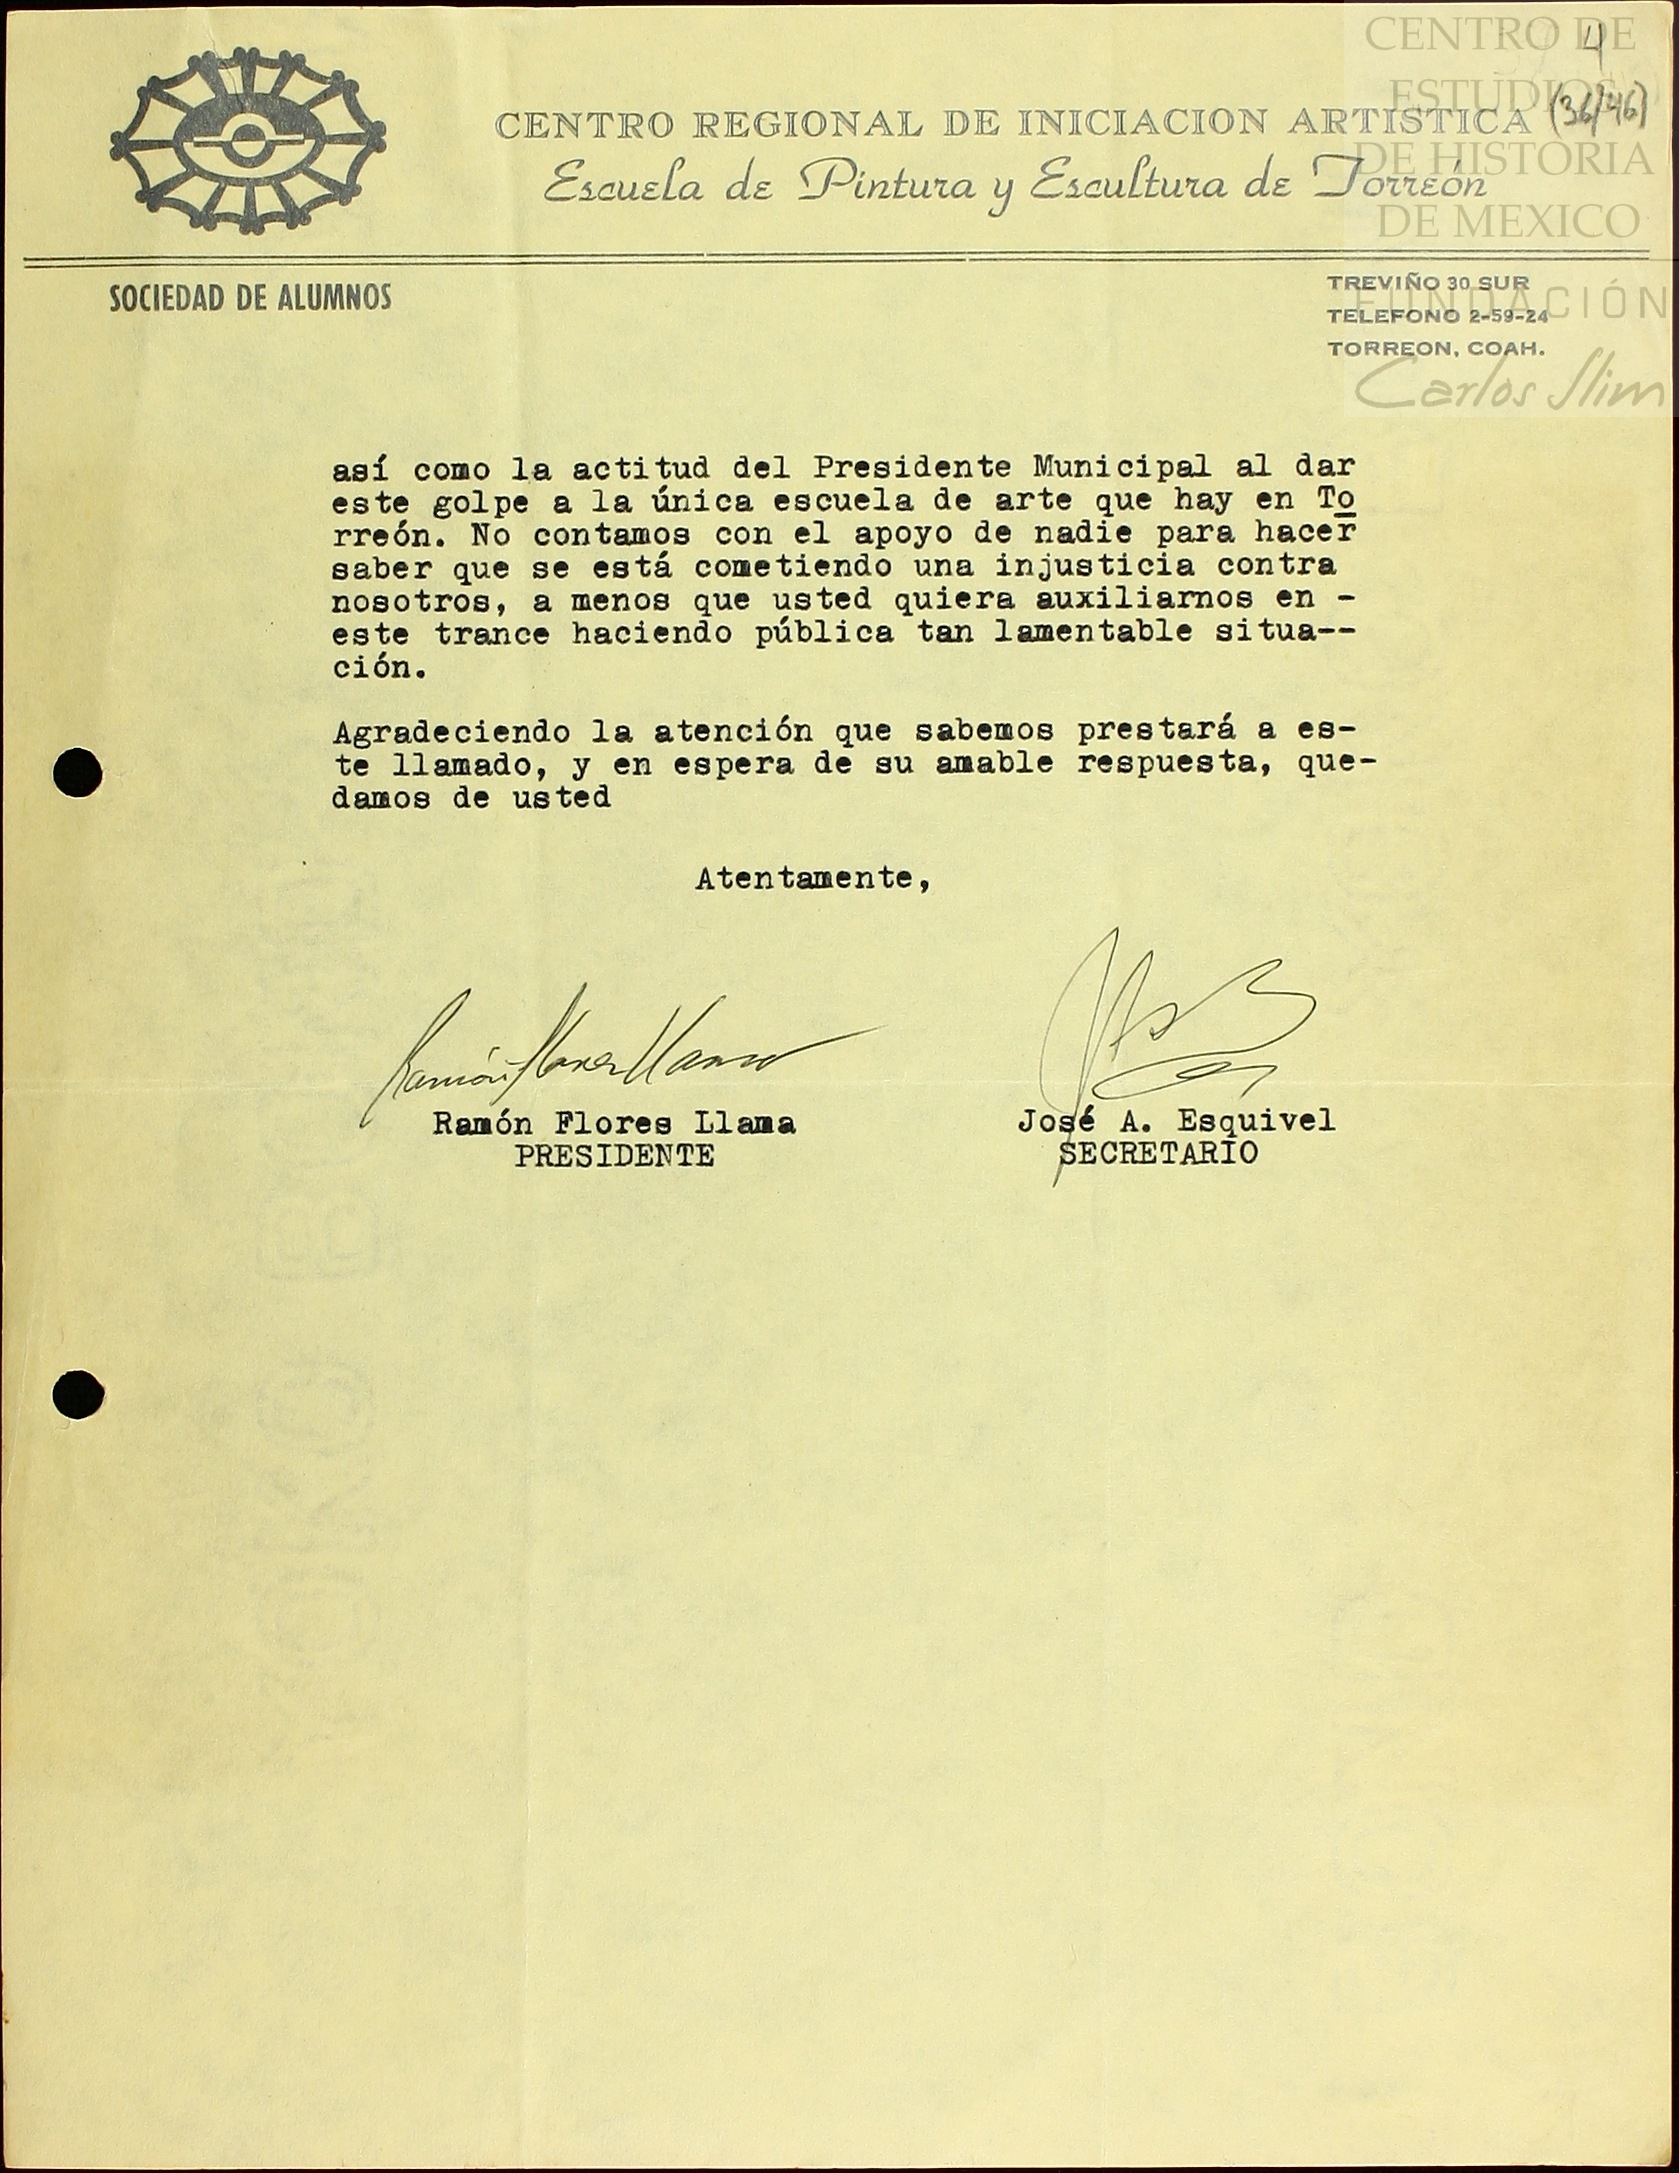 4
CENTRO DE
ESTUDIOS
DE HISTORIA
DE MEXICO
FUNDACIÓN
Carlos Slim
(36/46)
CENTRO REGIONAL DE INICIACION ARTISTICA
Escuela de Pintura y Escultura de Torreón
SOCIEDAD DE ALUMNOS
TREVIÑO 30 SUR
TELEFONO 2-59-24
TORREON, COAH.
así como la actitud del Presidente Municipal al dar
este golpe a la única escuela de arte que hay en To
rreón. No contamos con el apoyo de nadie para hacer
saber que se está cometiendo una injusticia contra
nosotros, a menos que usted quiera auxiliarnos en -
este trance haciendo pública tan lamentable situa--
ción.
Agradeciendo la atención que sabemos prestará a es-
te llamado, y en espera de su amable respuesta, que-
damos de usted
Atentamente,
Ramón Flores Llama
PRESIDENTE
José A. Esquivel
SECRETARIO